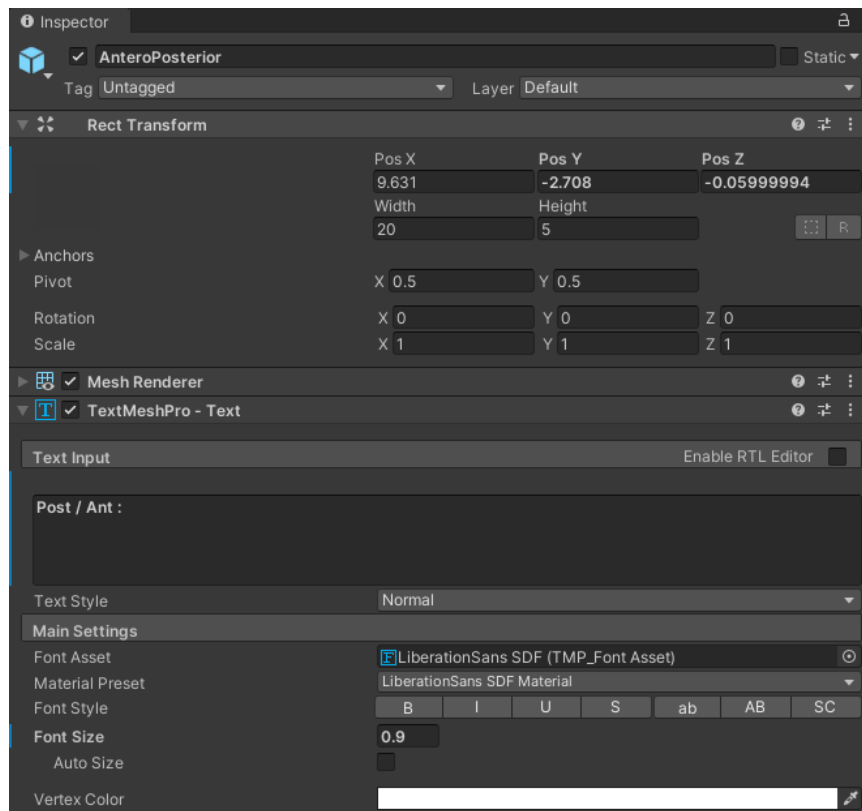 Inspector
AnteroPosterior Static
Tag Untagged Layer Default
Rect Transform
Pos X Pos Y Pos Z
9.631 -2.708 -0.05999994
Width Height
20 5
R
Anchors
Pivot X 0.5 Y 0.5
Rotation X 0 Y 0 Z 0
Scale X 1 Y 1 Z 1
Mesh Renderer
T TextMeshPro - Text
Text Input Enable RTL Editor
Post / Ant :
Text Style Normal
Main Settings
Font Asset F LiberationSans SDF (TMP_Font Asset)
Material Preset LiberationSans SDF Material
Font Style B I U S ab AB SC
Font Size 0.9
Auto Size
Vertex Color